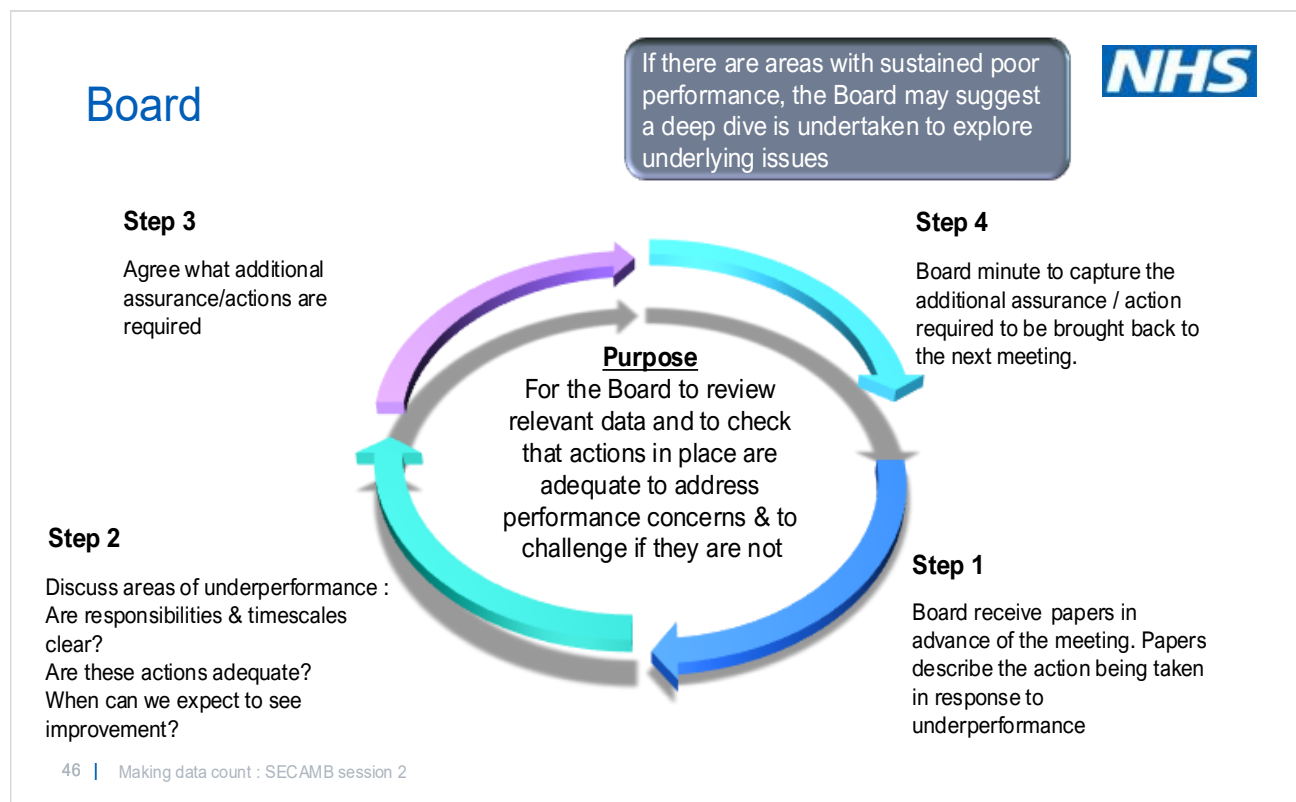 Board
If there are areas with sustained poor
performance, the Board may suggest
a deep dive is undertaken to explore
underlying issues
NHS
Step 3
Agree what additional
assurance/actions are
required
Step 4
Board minute to capture the
additional assurance / action
required to be brought back to
the next meeting.
Purpose
For the Board to review
relevant data and to check
that actions in place are
adequate to address
performance concerns & to
challenge if they are not
Step 2
Discuss areas of underperformance :
Are responsibilities & timescales
clear?
Are these actions adequate?
When can we expect to see
improvement?
Step 1
Board receive papers in
advance of the meeting. Papers
describe the action being taken
in response to
underperformance
46 | Making data count : SECAMB session 2